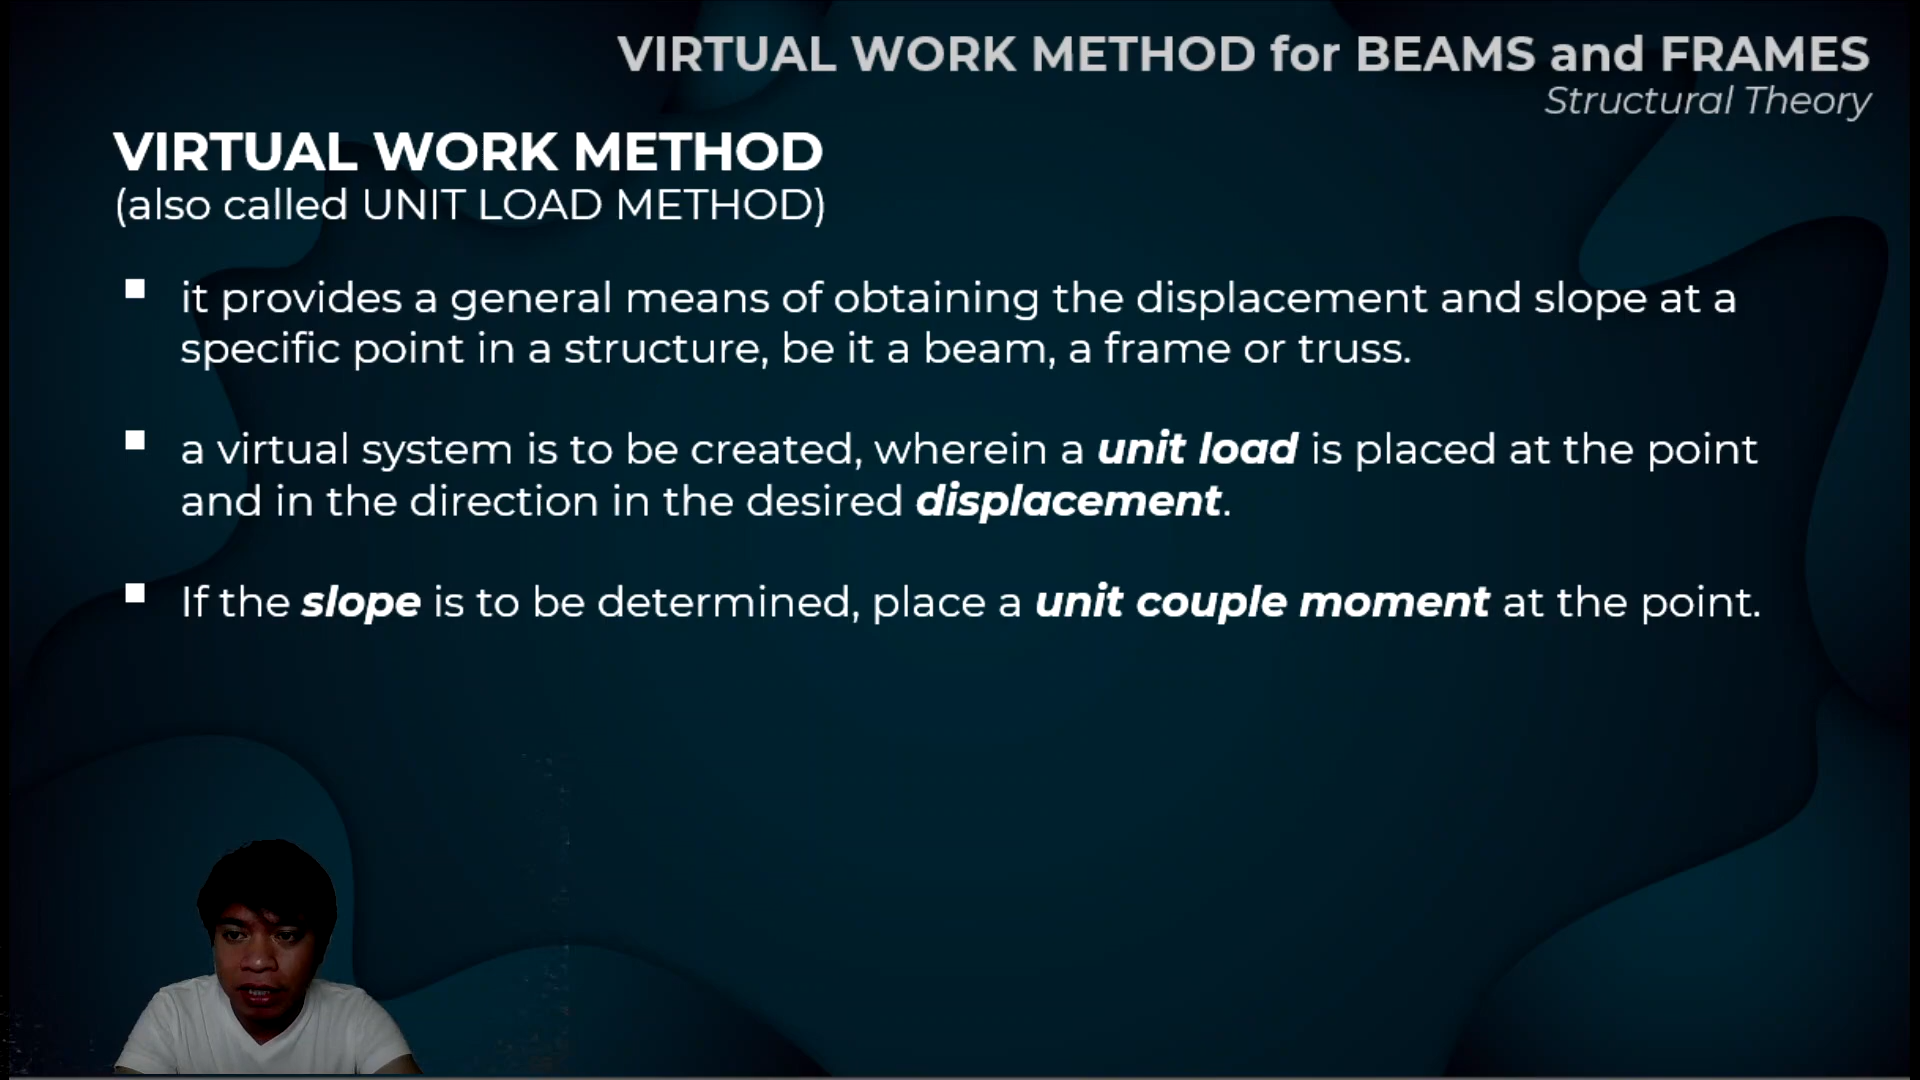 VIRTUAL WORK METHOD for BEAMS and FRAMES
Structural Theory
VIRTUAL WORK METHOD
(also called UNIT LOAD METHOD)
▪ it provides a general means of obtaining the displacement and slope at a
specific point in a structure, be it a beam, a frame or truss.
▪ a virtual system is to be created, wherein a unit load is placed at the point
and in the direction in the desired displacement.
▪ If the slope is to be determined, place a unit couple moment at the point.